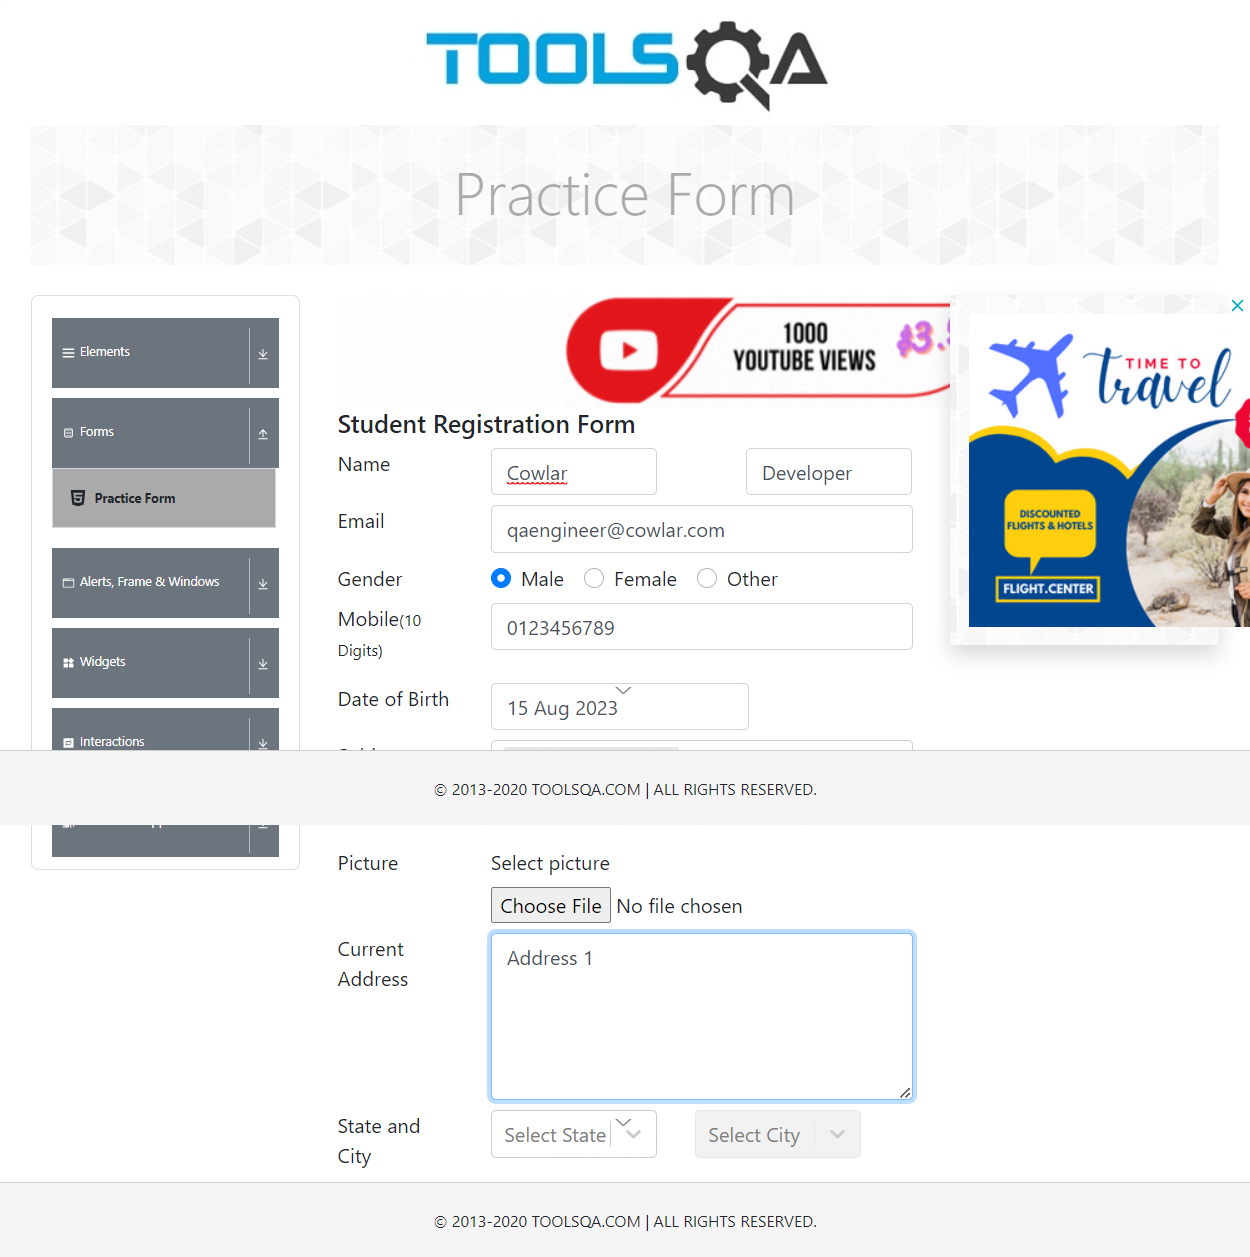 TOOLSQA
Practice Form
Elements
Forms
Practice Form
Alerts, Frame & Windows
Widgets
Interactions
1000
YOUTUBE VIEWS
$3.
TIME TO
travel
DISCOUNTED
FLIGHTS & HOTELS
FLIGHT.CENTER
Student Registration Form
Name
Cowlar
Developer
Email
qaengineer@cowlar.com
Gender
Male
Female
Other
Mobile(10
Digits)
0123456789
Date of Birth
15 Aug 2023
© 2013-2020 TOOLSQA.COM | ALL RIGHTS RESERVED.
Picture
Select picture
Choose File No file chosen
Current
Address
Address 1
State and
City
Select State
Select City
© 2013-2020 TOOLSQA.COM | ALL RIGHTS RESERVED.